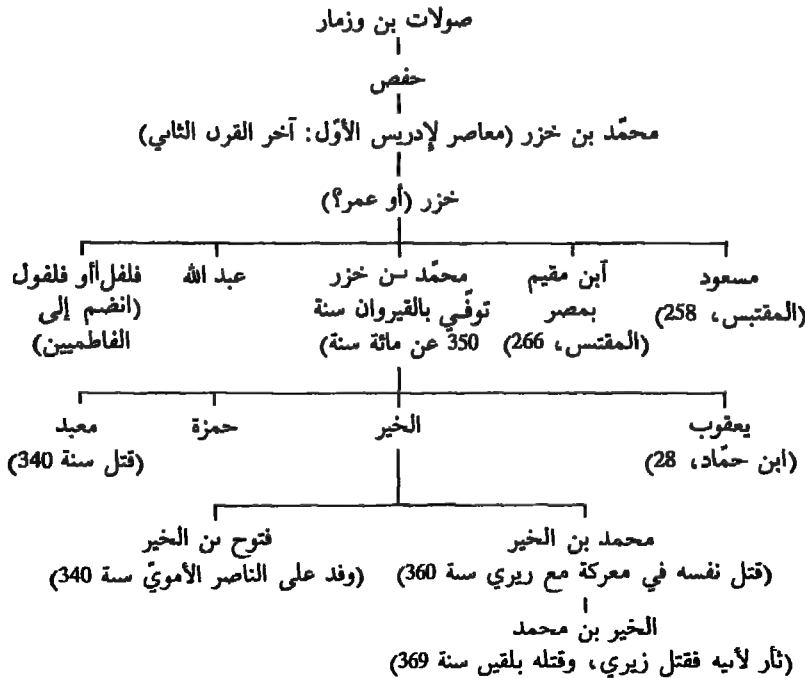 صولات بن وزمار
حفص
محمّد بن خزر (معاصر لإدريس الأوّل: آخر القرن الثاني)
خزر (أو عمر؟)
مسعود
(المقتبس، 258)
آبن مقيم
بمصر
(المقتبس، 266)
محمّد بن خزر
توفّي بالقيروان سنة
350 عن مائة سنة)
عبد الله
فلفل أو فلفول
(انضم إلى
الفاطميين)
يعقوب
(ابن حمّاد، 28)
الخير
حمزة
معبد
(قتل سنة 340)
محمد بن الخير
(قتل نفسه في معركة مع زيري سنة 360)
فتوح بن الخير
(وفد على الناصر الأمويّ سنة 340)
الخير بن محمد
(ثأر لأبيه فقتل زيري، وقتله بلقين سنة 369)